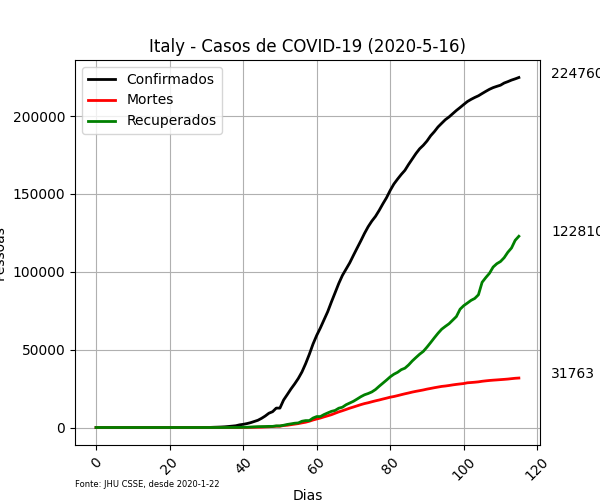 Italy - Casos de COVID-19 (2020-5-16)
Confirmados
Mortes
Recuperados
224760
122810
31763
200000
150000
100000
50000
0
0 20 40 60 80 100 120
Dias
Fonte: JHU CSSE, desde 2020-1-22